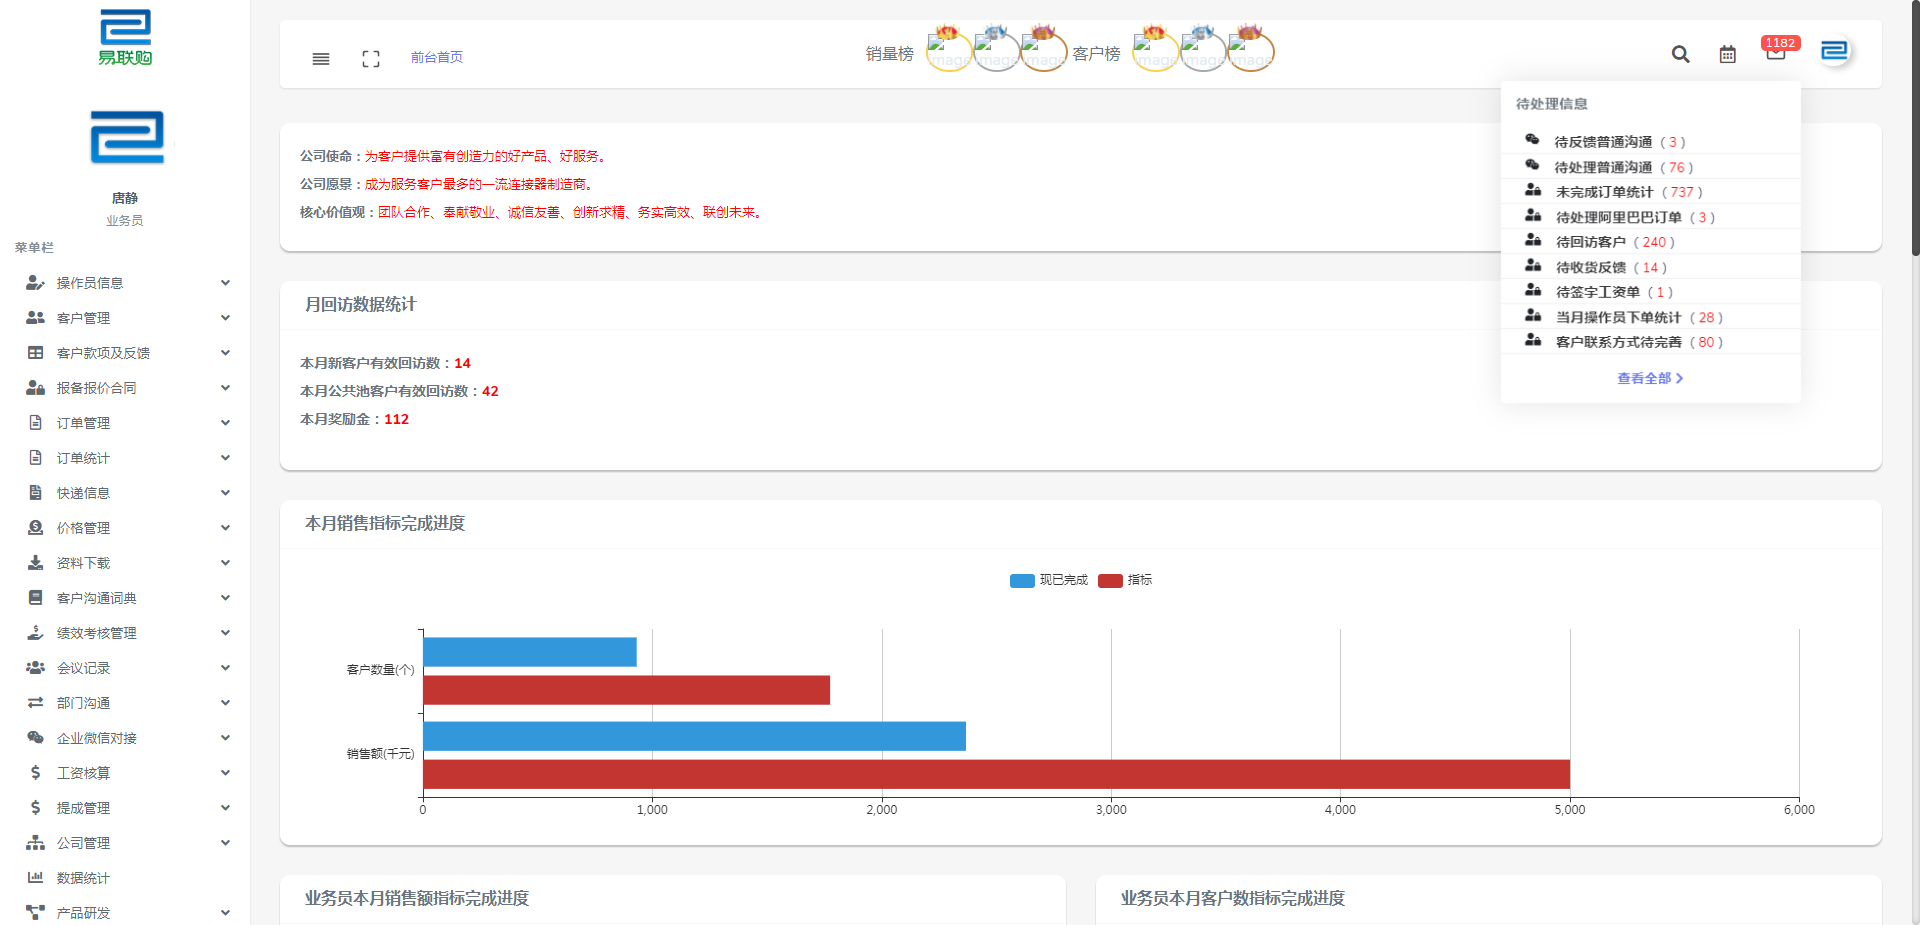 易联购
唐静
业务员
菜单栏
操作员信息
客户管理
客户款项及反馈
报备报价合同
订单管理
订单统计
快递信息
价格管理
资料下载
客户沟通词典
绩效考核管理
会议记录
部门沟通
企业微信对接
工资核算
提成管理
公司管理
数据统计
产品研发
前台首页
销量榜
image image image
客户榜
image image image
1182
待处理信息
待反馈普通沟通 ( 3 )
待处理普通沟通 ( 76 )
未完成订单统计 ( 737 )
待处理阿里巴巴订单 ( 3 )
待回访客户 ( 240 )
待收货反馈 ( 14 )
待签字工资单 ( 1 )
当月操作员下单统计 ( 28 )
客户联系方式待完善 ( 80 )
查看全部
公司使命：为客户提供富有创造力的好产品、好服务。
公司愿景：成为服务客户最多的一流连接器制造商。
核心价值观：团队合作、奉献敬业、诚信友善、创新求精、务实高效、联创未来。
月回访数据统计
本月新客户有效回访数：14
本月公共池客户有效回访数：42
本月奖励金：112
本月销售指标完成进度
现已完成 指标
客户数量(个)
销售额(千元)
0 1,000 2,000 3,000 4,000 5,000 6,000
业务员本月销售额指标完成进度
业务员本月客户数指标完成进度